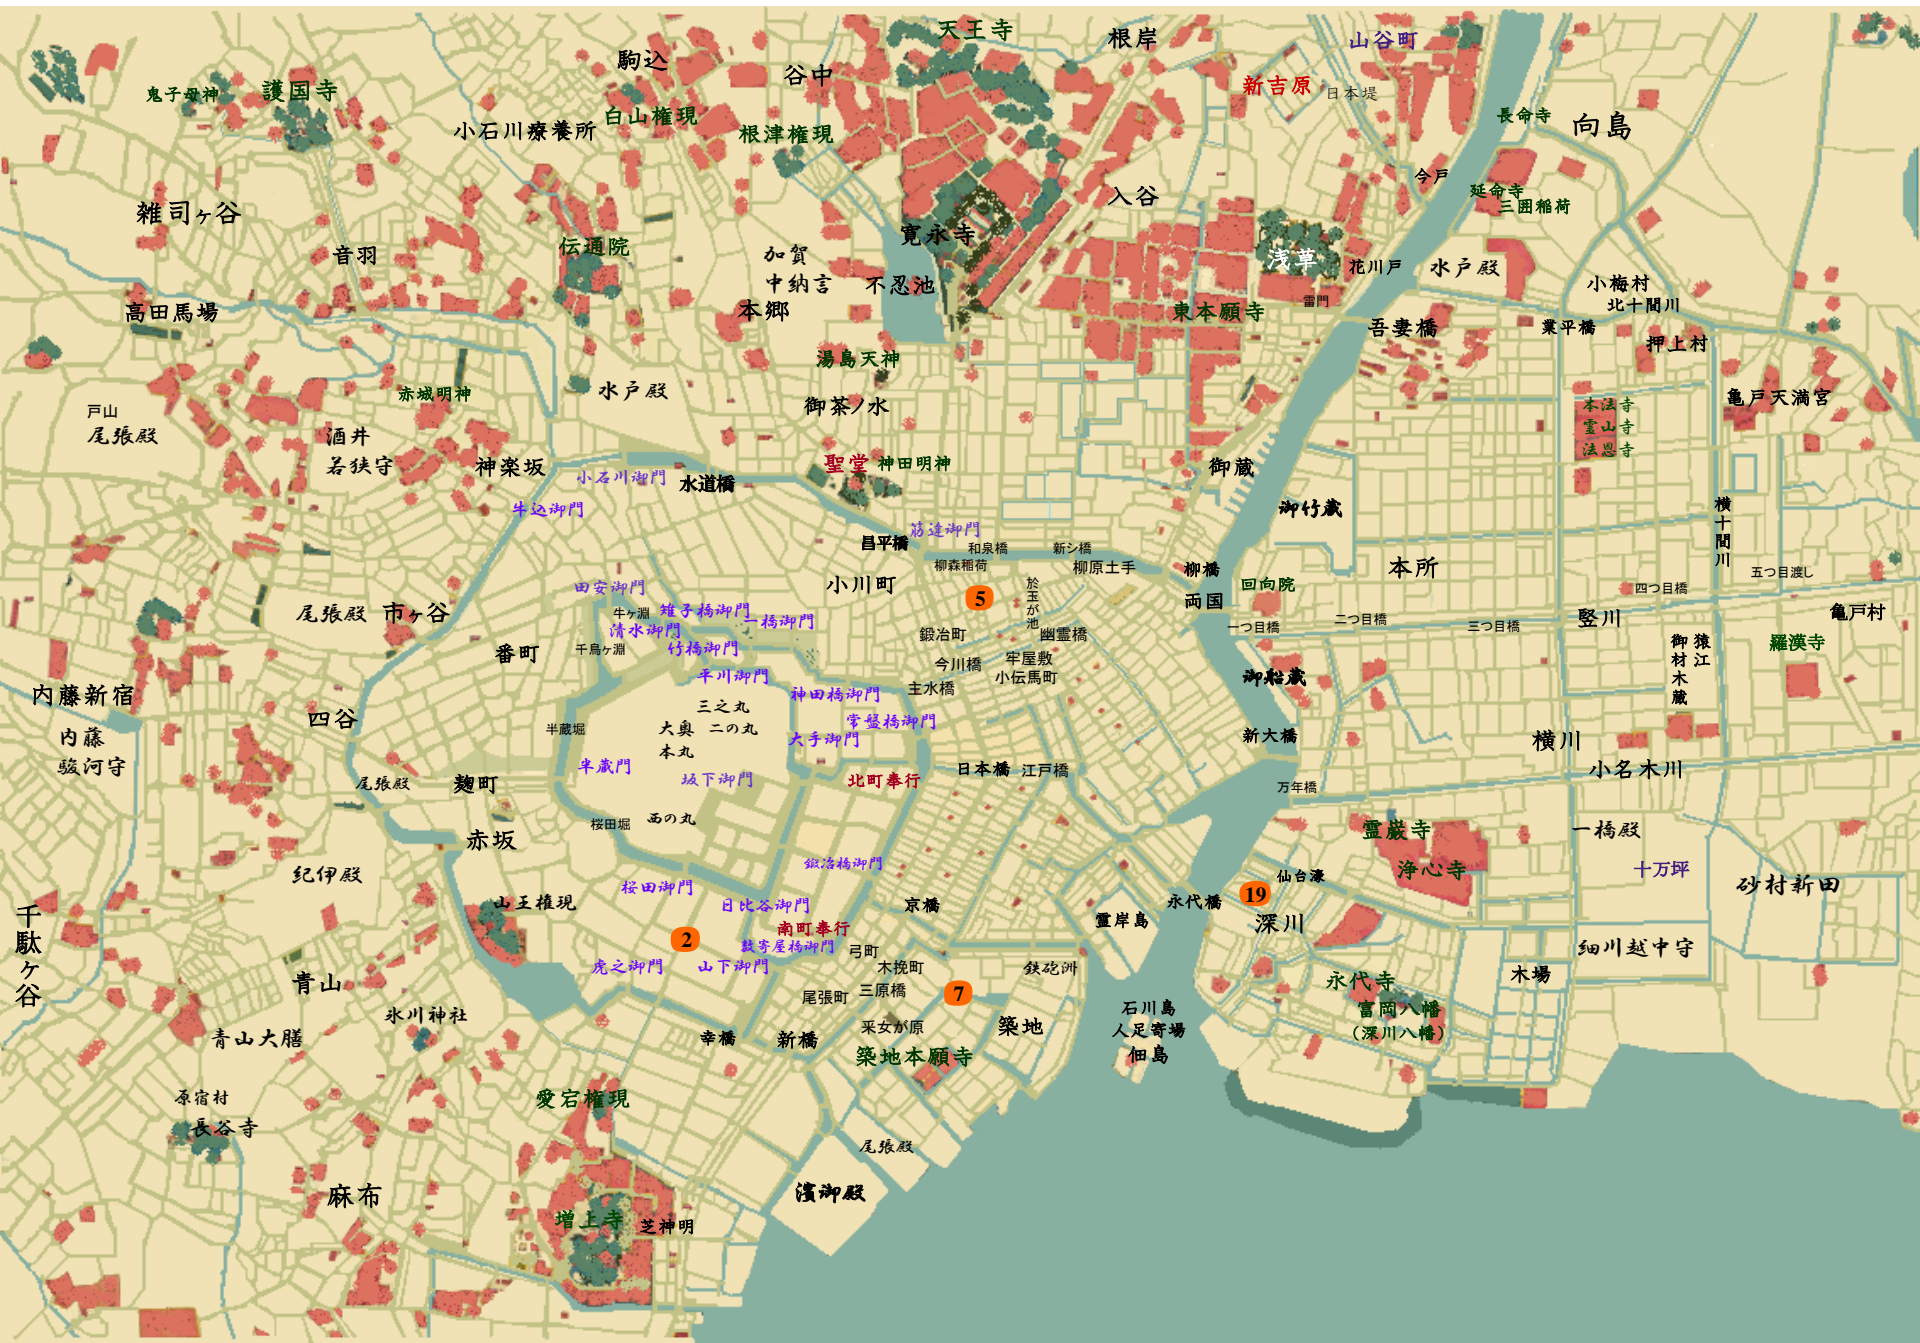 天王寺
根岸
山谷町
駒込
谷中
新吉原
日本堤
鬼子母神
護国寺
白山権現
小石川療養所
根津権現
長命寺
向島
今戸
延命寺
三囲稲荷
入谷
雑司ヶ谷
音羽
伝通院
加賀
中納言
寛永寺
浅草
花川戸
水戸殿
不忍池
小梅村
北十間川
高田馬場
本郷
東本願寺
雷門
吾妻橋
業平橋
押上村
湯島天神
赤城明神
水戸殿
御茶ノ水
亀戸天満宮
戸山
尾張殿
酒井
若狭守
本法寺
霊山寺
法恩寺
神楽坂
小石川御門
水道橋
聖堂
神田明神
御蔵
牛込御門
御竹蔵
横十間川
筋違御門
昌平橋
和泉橋
新シ橋
柳森稲荷
柳原土手
柳橋
両国
回向院
本所
五つ目渡し
四つ目橋
小川町
5
於玉が池
田安御門
牛ヶ淵
雉子橋御門
一橋御門
清水御門
竹橋御門
千鳥ヶ淵
平川御門
尾張殿
市ヶ谷
番町
鍛冶町
幽霊橋
今川橋
牢屋敷
小伝馬町
主水橋
一つ目橋
二つ目橋
三つ目橋
竪川
亀戸村
猿江
御材木蔵
羅漢寺
御船蔵
内藤新宿
四谷
内藤
駿河守
神田橋御門
常盤橋御門
大手御門
三之丸
大奥
二の丸
本丸
半蔵堀
半蔵門
坂下御門
北町奉行
日本橋
江戸橋
新大橋
横川
小名木川
万年橋
尾張殿
麹町
桜田堀
西の丸
赤坂
鍛冶橋御門
霊巌寺
浄心寺
一橋殿
十万坪
砂村新田
紀伊殿
桜田御門
日比谷御門
南町奉行
数寄屋橋御門
京橋
霊岸島
永代橋
19
仙台濠
深川
山王権現
2
虎之御門
山下御門
弓町
木挽町
鉄砲洲
細川越中守
木場
千駄ヶ谷
青山
尾張町
三原橋
7
永代寺
富岡八幡
(深川八幡)
氷川神社
青山大膳
幸橋
新橋
采女が原
築地
築地本願寺
石川島
人足寄場
佃島
原宿村
長谷寺
愛宕権現
尾張殿
濱御殿
麻布
増上寺
芝神明